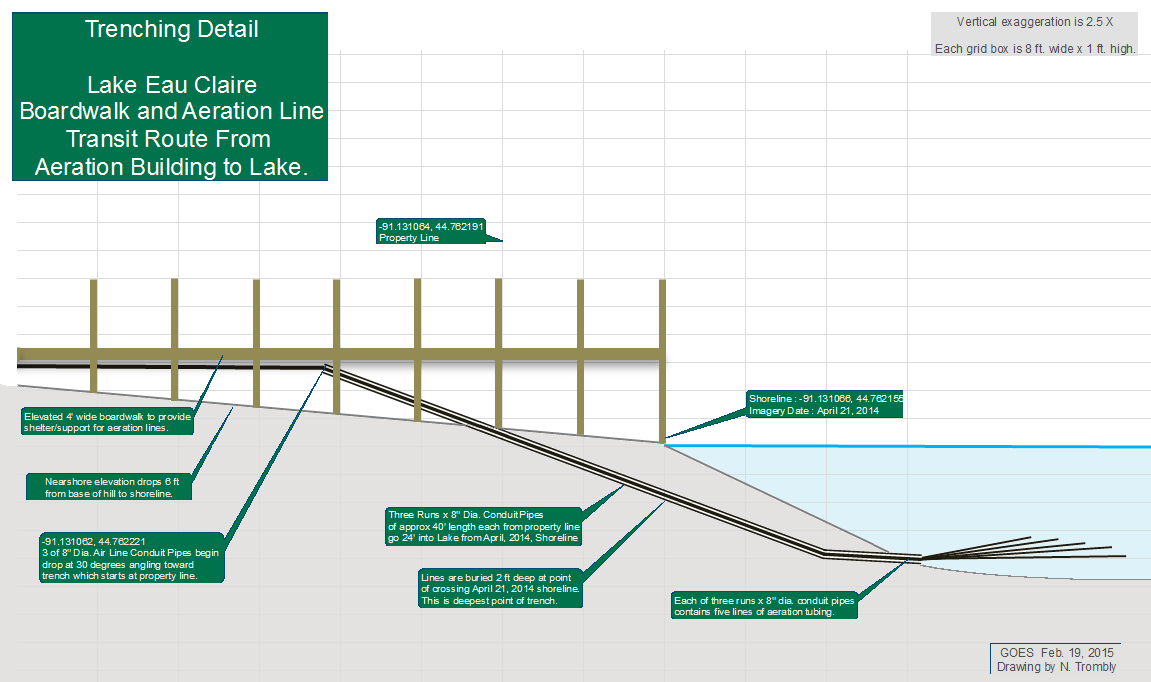 Trenching Detail
Lake Eau Claire
Boardwalk and Aeration Line
Transit Route From
Aeration Building to Lake.
Vertical exaggeration is 2.5 X
Each grid box is 8 ft. wide x 1 ft. high.
-91.131064, 44.762191
Property Line
Shoreline : -91.131066, 44.762155
Imagery Date : April 21, 2014
Elevated 4' wide boardwalk to provide
shelter/support for aeration lines.
Nearshore elevation drops 6 ft
from base of hill to shoreline.
-91.131062, 44.762221
3 of 8" Dia. Air Line Conduit Pipes begin
drop at 30 degrees angling toward
trench which starts at property line.
Three Runs x 8" Dia. Conduit Pipes
of approx 40' length each from property line
go 24' into Lake from April, 2014, Shoreline
Lines are buried 2 ft deep at point
of crossing April 21, 2014 shoreline.
This is deepest point of trench.
Each of three runs x 8" dia. conduit pipes
contains five lines of aeration tubing.
GOES Feb. 19, 2015
Drawing by N. Trombly